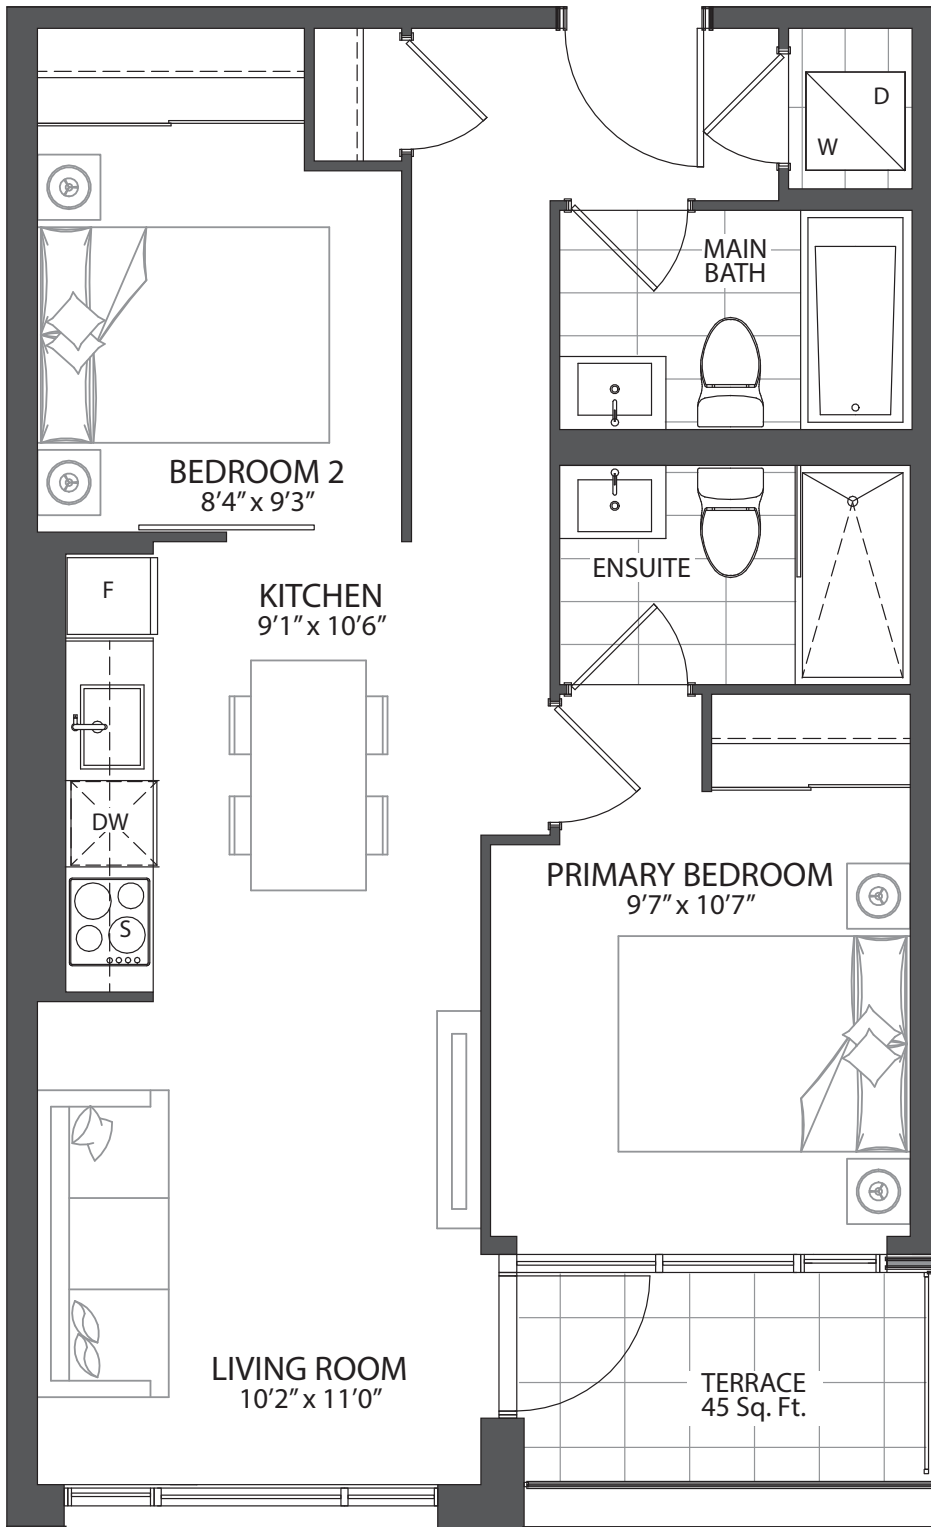 D
W
MAIN
BATH
BEDROOM 2
8'4" x 9'3"
ENSUITE
F
KITCHEN
9'1" x 10'6"
DW
S
PRIMARY BEDROOM
9'7" x 10'7"
LIVING ROOM
10'2" x 11'0"
TERRACE
45 Sq. Ft.